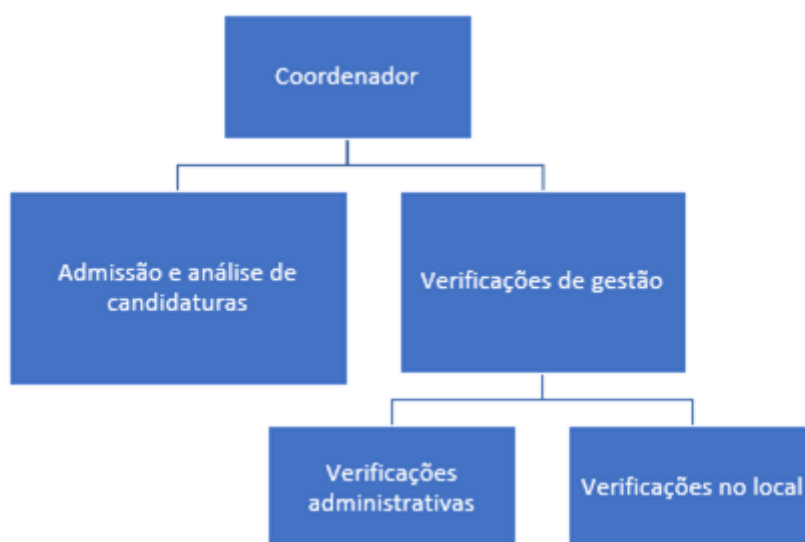 Coordenador
Admissão e análise de
candidaturas
Verificações de gestão
Verificações
administrativas
Verificações no local